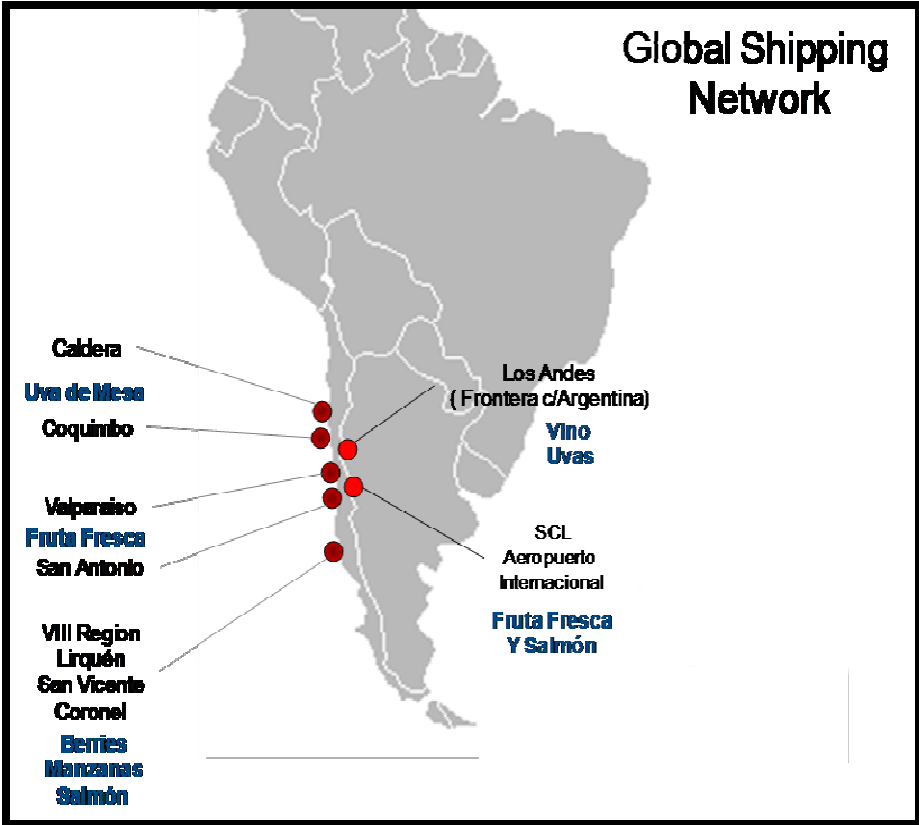 Global Shipping
Network
Caldera
Uva de Mesa
Coquimbo
Valparaiso
Fruta Fresca
San Antonio
VIII Region
Lirquén
San Vicente
Coronel
Berries
Manzanas
Salmón
Los Andes
( Frontera c/Argentina)
Vino
Uvas
SCL
Aeropuerto
Internacional
Fruta Fresca
Y Salmón